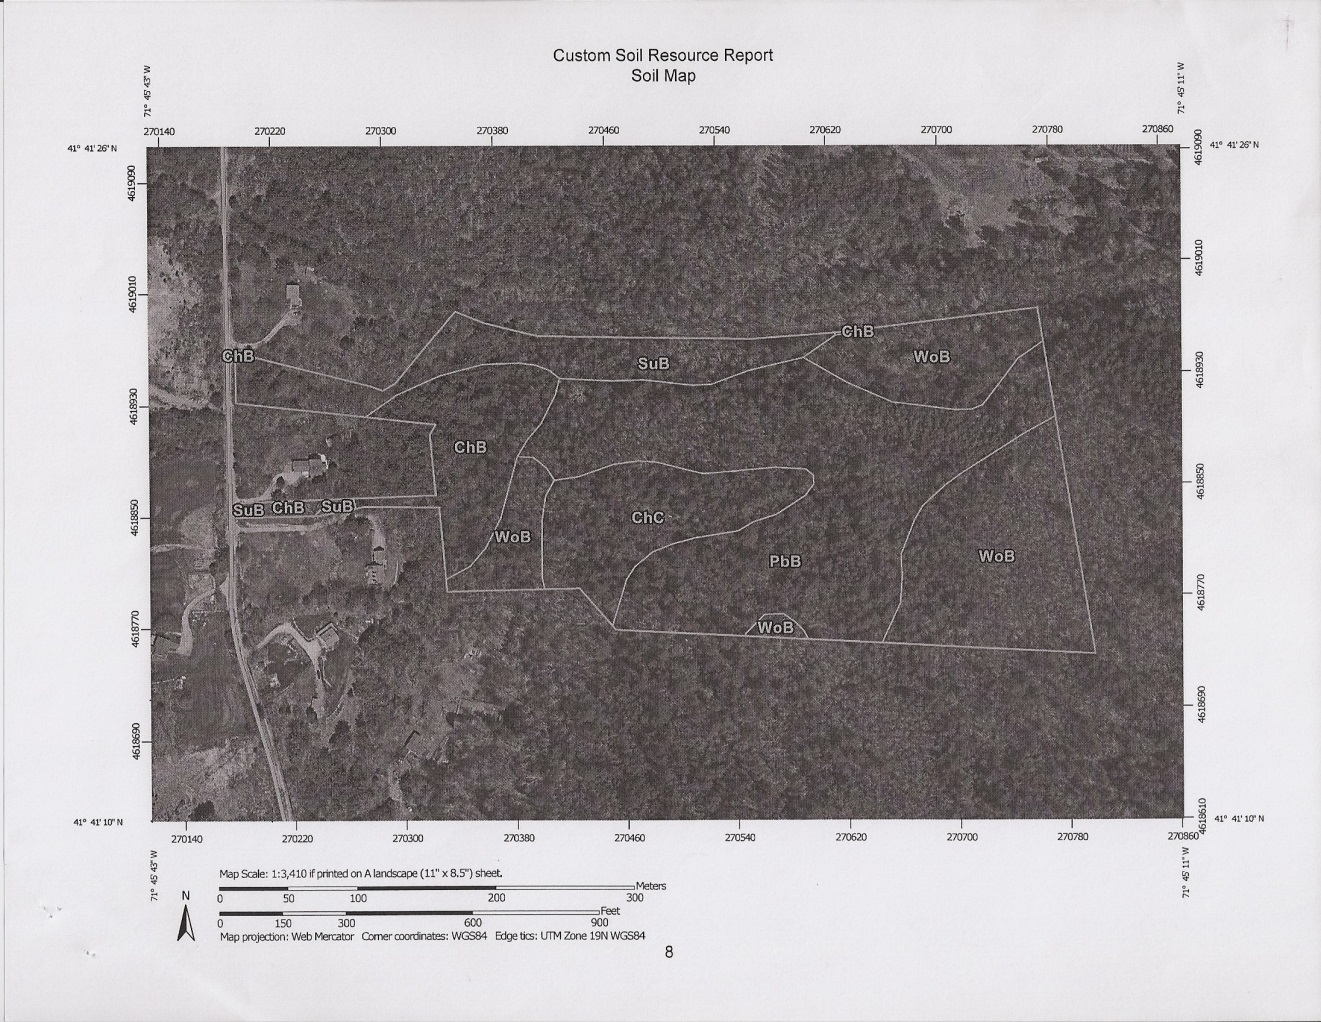 Custom Soil Resource Report
Soil Map
71° 45' 43" W
71° 45' 11" W
270140 270220 270300 270380 270460 270540 270620 270700 270780 270860
41° 41' 26" N
41° 41' 26" N
4619090
4619010
4618930
4618850
4618770
4618690
4619090
4619010
4618930
4618850
4618770
4618690
4618610
ChB
ChB
SuB
WoB
ChB
SuB ChB SuB
ChC
WoB
PbB
WoB
WoB
41° 41' 10" N
41° 41' 10" N
270140 270220 270300 270380 270460 270540 270620 270700 270780 270860
71° 45' 43" W
71° 45' 11" W
Map Scale: 1:3,410 if printed on A landscape (11" x 8.5") sheet.
Meters
0 50 100 200 300
N
Feet
0 150 300 600 900
Map projection: Web Mercator Corner coordinates: WGS84 Edge tics: UTM Zone 19N WGS84
8